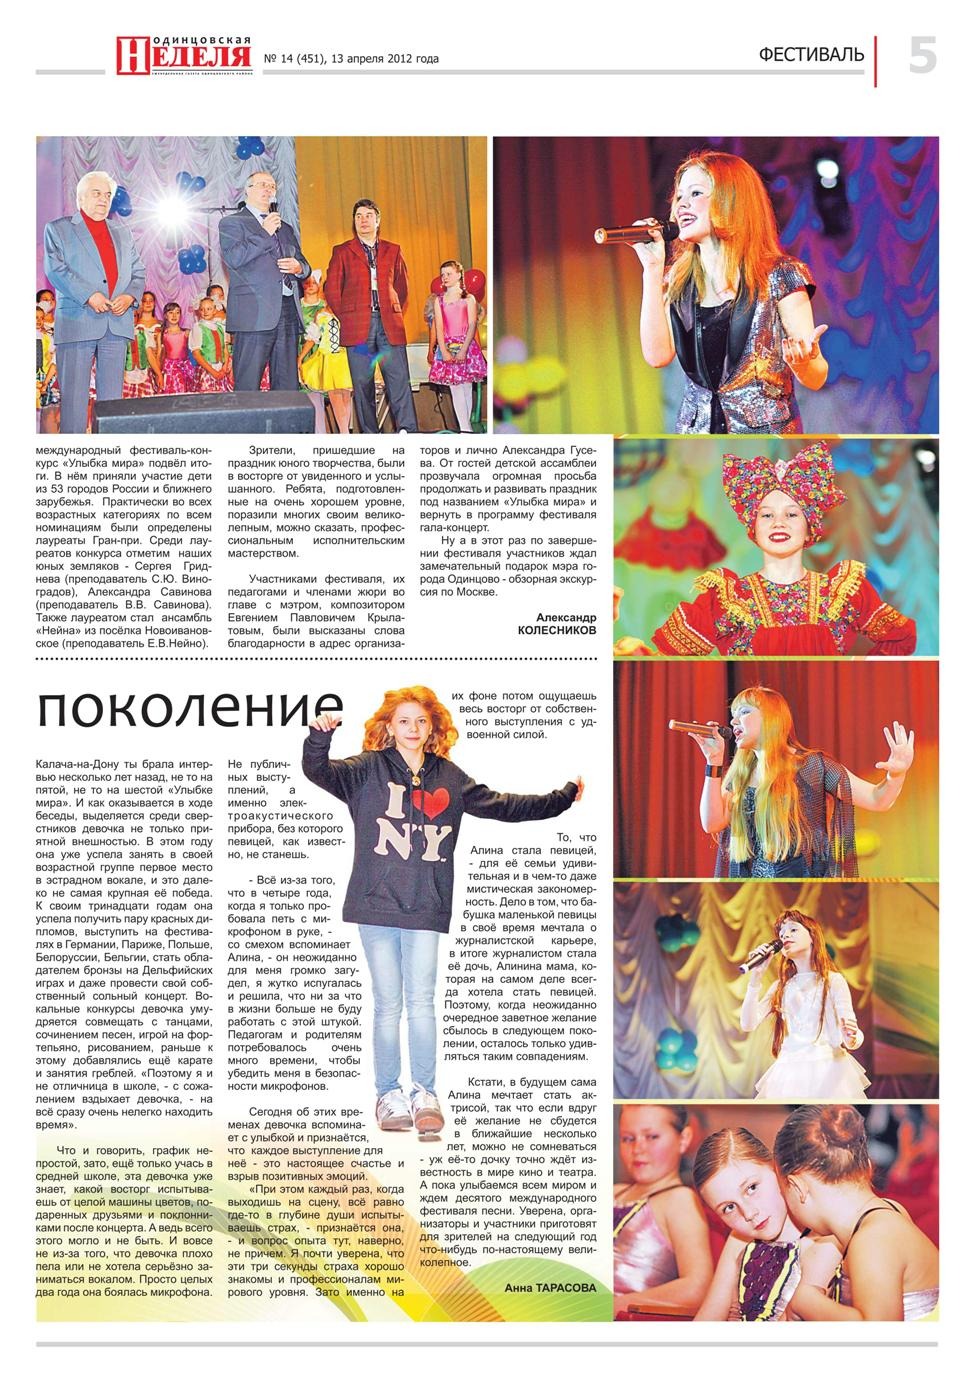 ОДИНЦОВСКАЯ
НЕДЕЛЯ
ЕЖЕНЕДЕЛЬНАЯ ГАЗЕТА ОДИНЦОВСКОГО РАЙОНА
№ 14 (451), 13 апреля 2012 года
ФЕСТИВАЛЬ
5
международный фестиваль-кон-
курс «Улыбка мира» подвёл ито-
ги. В нём приняли участие дети
из 53 городов России и ближнего
зарубежья. Практически во всех
возрастных категориях по всем
номинациям были определены
лауреаты Гран-при. Среди лау-
реатов конкурса отметим наших
юных земляков - Сергея Грид-
нева (преподаватель С.Ю. Вино-
градов), Александра Савинова
(преподаватель В.В. Савинова).
Также лауреатом стал ансамбль
«Нейна» из посёлка Новоиванов-
ское (преподаватель Е.В.Нейно).
Зрители, пришедшие на
праздник юного творчества, были
в восторге от увиденного и услы-
шанного. Ребята, подготовлен-
ные на очень хорошем уровне,
поразили многих своим велико-
лепным, можно сказать, профес-
сиональным исполнительским
мастерством.
Участниками фестиваля, их
педагогами и членами жюри во
главе с мэтром, композитором
Евгением Павловичем Крыла-
товым, были высказаны слова
благодарности в адрес организа-
торов и лично Александра Гусе-
ва. От гостей детской ассамблеи
прозвучала огромная просьба
продолжать и развивать праздник
под названием «Улыбка мира» и
вернуть в программу фестиваля
гала-концерт.
Ну а в этот раз по заверше-
нии фестиваля участников ждал
замечательный подарок мэра го-
рода Одинцово - обзорная экскур-
сия по Москве.
Александр
КОЛЕСНИКОВ
поколение
Калача-на-Дону ты брала интер-
вью несколько лет назад, не то на
пятой, не то на шестой «Улыбке
мира». И как оказывается в ходе
беседы, выделяется среди свер-
стников девочка не только при-
ятной внешностью. В этом году
она уже успела занять в своей
возрастной группе первое место
в эстрадном вокале, и это дале-
ко не самая крупная её победа.
К своим тринадцати годам она
успела получить пару красных ди-
пломов, выступить на фестива-
лях в Германии, Париже, Польше,
Белоруссии, Бельгии, стать обла-
дателем бронзы на Дельфийских
играх и даже провести свой соб-
ственный сольный концерт. Во-
кальные конкурсы девочка уму-
дряется совмещать с танцами,
сочинением песен, игрой на фор-
тепьяно, рисованием, раньше к
этому добавлялись ещё карате
и занятия греблей. «Поэтому я и
не отличница в школе, - с сожа-
лением вздыхает девочка, - на
всё сразу очень нелегко находить
время».
Что и говорить, график не-
простой, зато, ещё только учась в
средней школе, эта девочка уже
знает, какой восторг испытыва-
ешь от целой машины цветов, по-
даренных друзьями и поклонни-
ками после концерта. А ведь всего
этого могло и не быть. И вовсе
не из-за того, что девочка плохо
пела или не хотела серьёзно за-
ниматься вокалом. Просто целых
два года она боялась микрофона.
Не публич-
ных высту-
плений, а
именно элек-
троакустического
прибора, без которого
певицей, как извест-
но, не станешь.
- Всё из-за того,
что в четыре года,
когда я только про-
бовала петь с ми-
крофоном в руке, -
со смехом вспоминает
Алина, - он неожиданно
для меня громко загу-
дел, я жутко испугалась
и решила, что ни за что
в жизни больше не буду
работать с этой штукой.
Педагогам и родителям
потребовалось очень
много времени, чтобы
убедить меня в безопас-
ности микрофонов.
Сегодня об этих вре-
менах девочка вспомина-
ет с улыбкой и признаётся,
что каждое выступление для
неё - это настоящее счастье и
взрыв позитивных эмоций.
«При этом каждый раз, когда
выходишь на сцену, всё равно
где-то в глубине души испыты-
ваешь страх, - признаётся она,
- и вопрос опыта тут, наверно,
не причем. Я почти уверена, что
эти три секунды страха хорошо
знакомы и профессионалам ми-
рового уровня. Зато именно на
I
NY
их фоне потом ощущаешь
весь восторг от собствен-
ного выступления с уд-
военной силой.
То, что
Алина стала певицей,
- для её семьи удиви-
тельная и в чем-то даже
мистическая закономер-
ность. Дело в том, что ба-
бушка маленькой певицы
в своё время мечтала о
журналистской карьере,
в итоге журналистом стала
её дочь, Алинина мама, ко-
торая на самом деле всег-
да хотела стать певицей.
Поэтому, когда неожиданно
очередное заветное желание
сбылось в следующем поко-
лении, осталось только удив-
ляться таким совпадениям.
Кстати, в будущем сама
Алина мечтает стать ак-
трисой, так что если вдруг
её желание не сбудется
в ближайшие несколько
лет, можно не сомневаться
- уж её-то дочку точно ждёт из-
вестность в мире кино и театра.
А пока улыбаемся всем миром и
ждем десятого международного
фестиваля песни. Уверена, орга-
низаторы и участники приготовят
для зрителей на следующий год
что-нибудь по-настоящему вели-
колепное.
Анна ТАРАСОВА